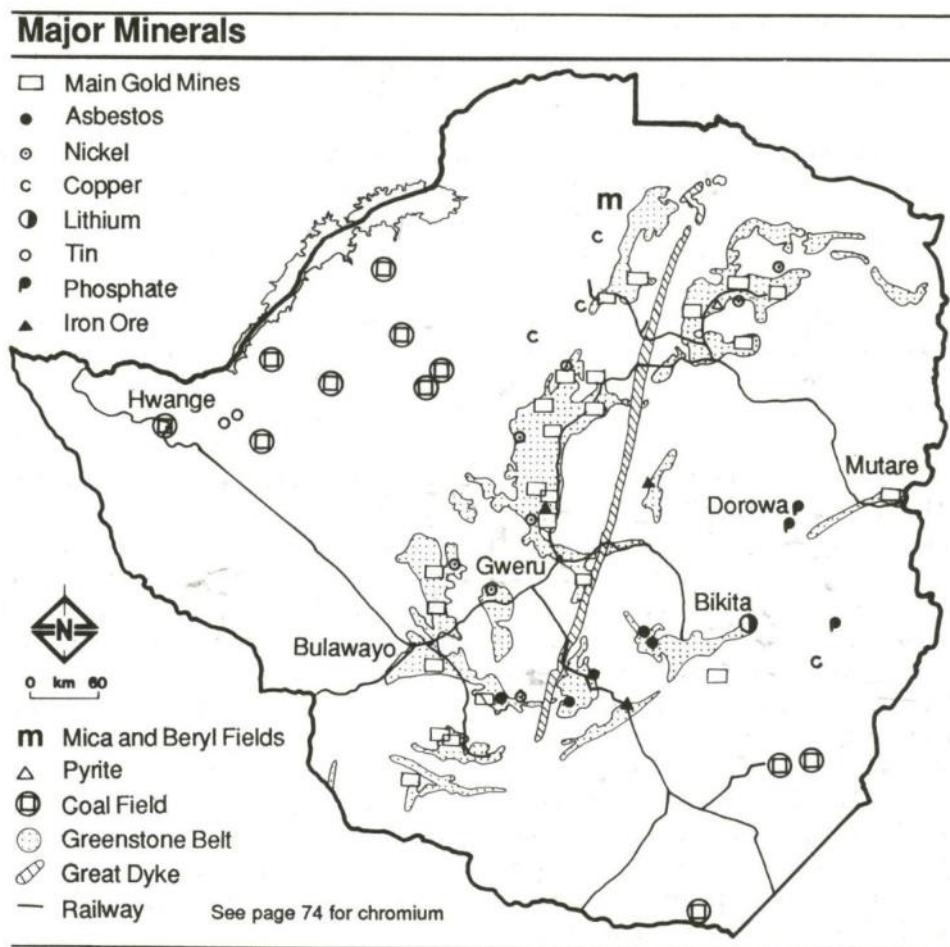 Major Minerals
Main Gold Mines
Asbestos
Nickel
c Copper
Lithium
Tin
Phosphate
Iron Ore
m
c
c
c
Hwange
Mutare
Dorowa
Gweru
Bikita
Bulawayo
c
N
0 km 60
m Mica and Beryl Fields
Pyrite
Coal Field
Greenstone Belt
Great Dyke
Railway
See page 74 for chromium